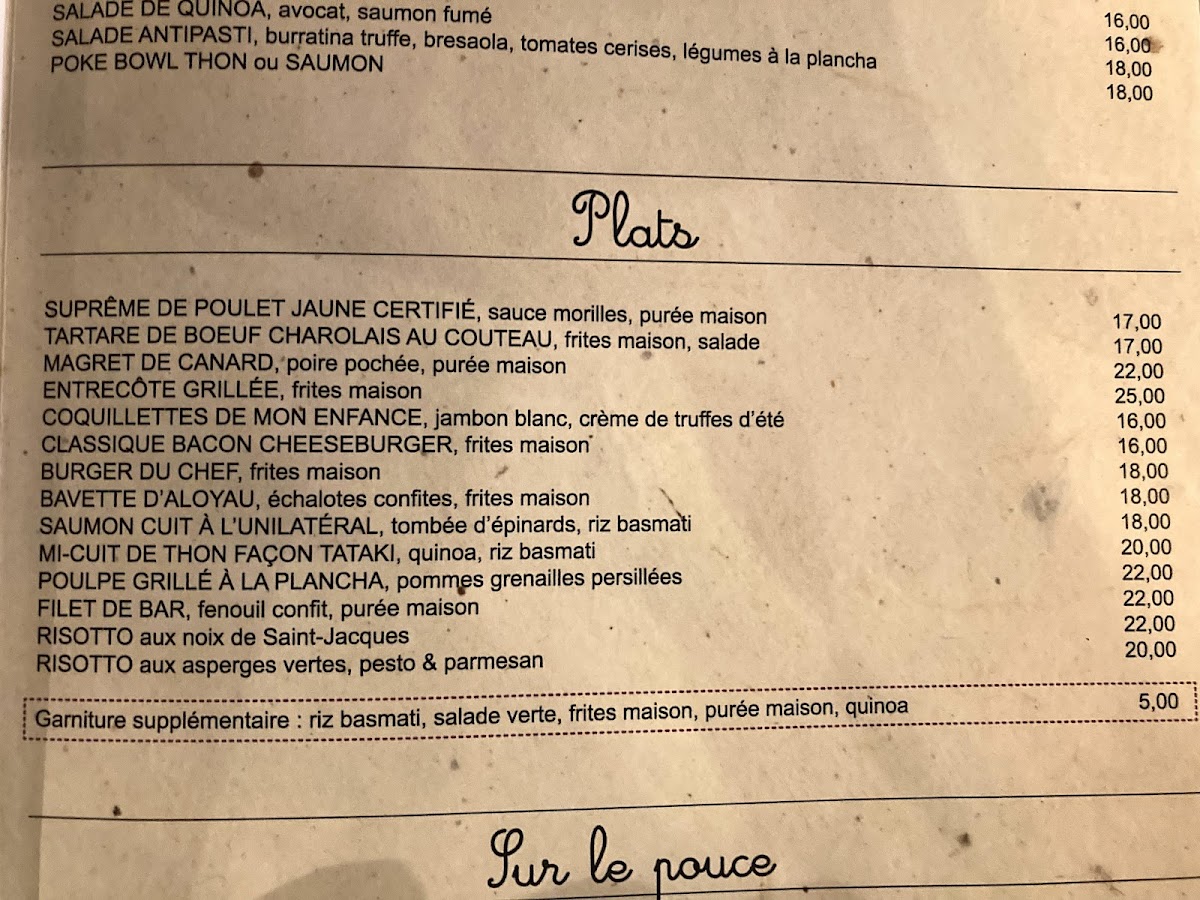 16,00
SALADE DE QUINOA, avocat, saumon fumé 16,00
SALADE ANTIPASTI, burratina truffe, bresaola, tomates cerises, légumes à la plancha 18,00
POKE BOWL THON ou SAUMON 18,00
Plats
SUPRÊME DE POULET JAUNE CERTIFIÉ, sauce morilles, purée maison 17,00
TARTARE DE BOEUF CHAROLAIS AU COUTEAU, frites maison, salade 17,00
MAGRET DE CANARD, poire pochée, purée maison 22,00
ENTRECÔTE GRILLÉE, frites maison 25,00
COQUILLETTES DE MON ENFANCE, jambon blanc, crème de truffes d'été 16,00
CLASSIQUE BACON CHEESEBURGER, frites maison 16,00
BURGER DU CHEF, frites maison 18,00
BAVETTE D'ALOYAU, échalotes confites, frites maison 18,00
SAUMON CUIT À L'UNILATÉRAL, tombée d'épinards, riz basmati 18,00
MI-CUIT DE THON FAÇON TATAKI, quinoa, riz basmati 20,00
POULPE GRILLÉ À LA PLANCHA, pommes grenailles persillées 22,00
FILET DE BAR, fenouil confit, purée maison 22,00
RISOTTO aux noix de Saint-Jacques 22,00
RISOTTO aux asperges vertes, pesto & parmesan 20,00
Garniture supplémentaire : riz basmati, salade verte, frites maison, purée maison, quinoa 5,00
Sur le pouce